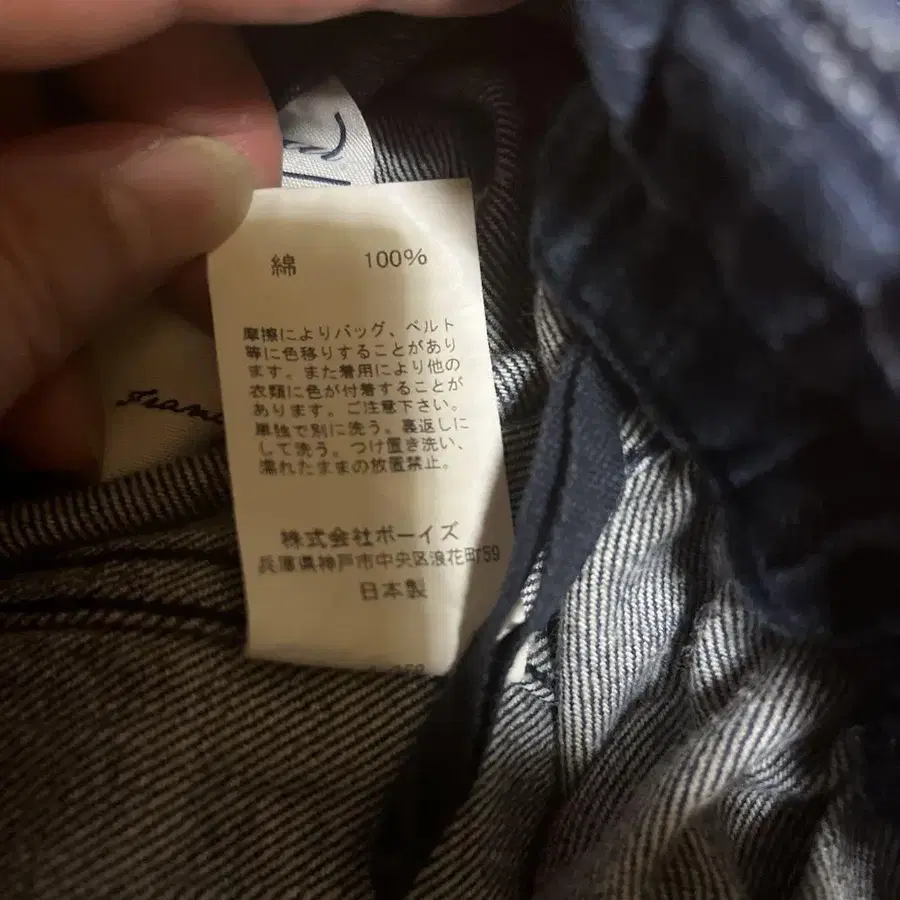 綿 100%
摩擦によりバッグ、ベルト
等に色移りすることがあり
ます。また着用により他の
衣類に色が付着することが
あります。ご注意下さい。
単独で別に洗う。裏返しに
して洗う。つけ置き洗い、
濡れたままの放置禁止。
株式会社ボーイズ
兵庫県神戸市中央区浪花町59
日本製